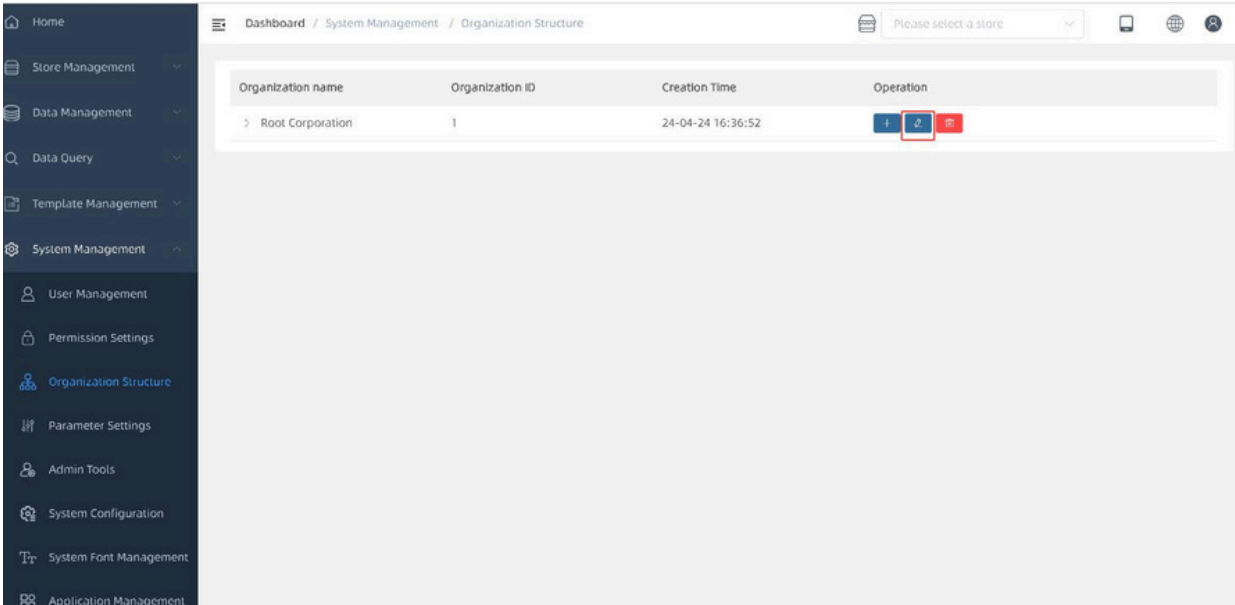 Home
Dashboard / System Management / Organization Structure
Please select a store
Store Management
Data Management
Data Query
Template Management
System Management
User Management
Permission Settings
Organization Structure
Parameter Settings
Admin Tools
System Configuration
System Font Management
Application Management
Organization name Organization ID Creation Time Operation
Root Corporation 1 24-04-24 16:36:52